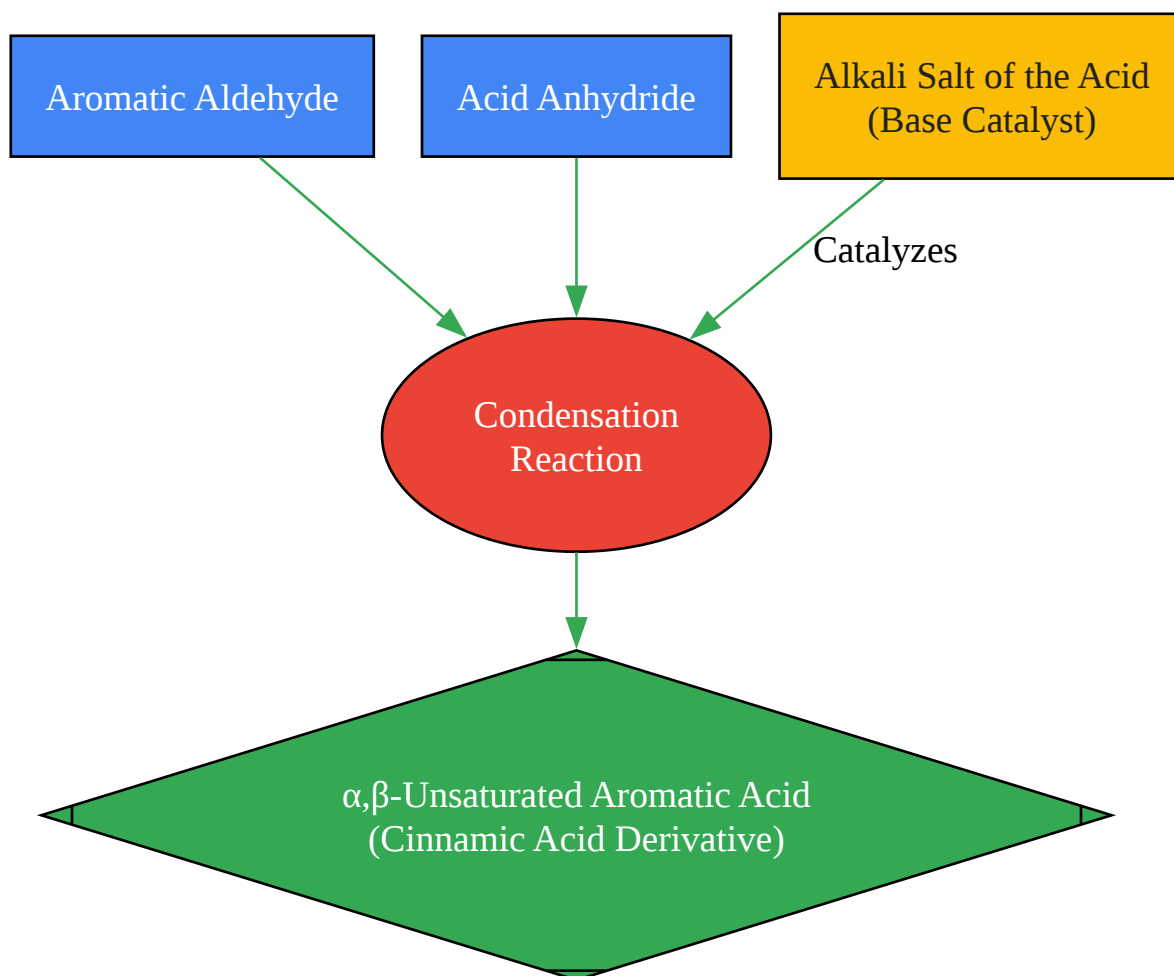 Aromatic Aldehyde
Acid Anhydride
Alkali Salt of the Acid
(Base Catalyst)
Catalyzes
Condensation
Reaction
α,β-Unsaturated Aromatic Acid
(Cinnamic Acid Derivative)